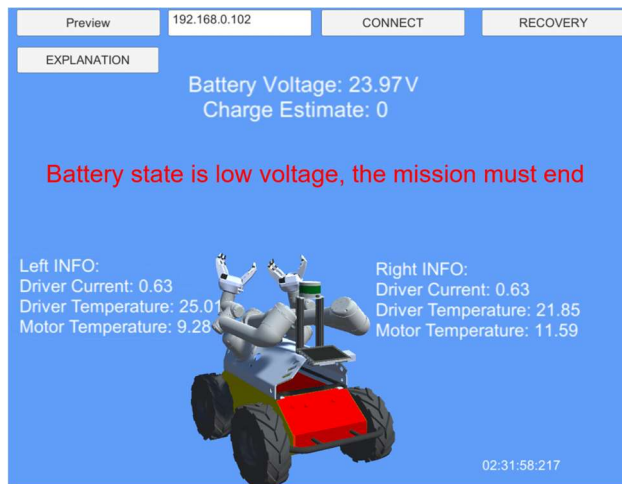 Preview
192.168.0.102
CONNECT
RECOVERY
EXPLANATION
Battery Voltage: 23.97V
Charge Estimate: 0
Battery state is low voltage, the mission must end
Left INFO:
Driver Current: 0.63
Driver Temperature: 25.01
Motor Temperature: 9.28
Right INFO:
Driver Current: 0.63
Driver Temperature: 21.85
Motor Temperature: 11.59
02:31:58:217